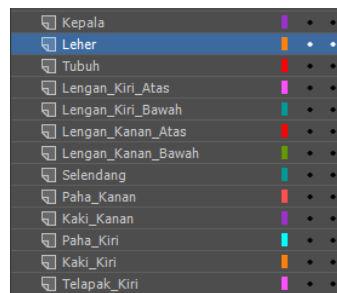 Kepala
Leher
Tubuh
Lengan_Kiri_Atas
Lengan_Kiri_Bawah
Lengan_Kanan_Atas
Lengan_Kanan_Bawah
Selendang
Paha_Kanan
Kaki_Kanan
Paha_Kiri
Kaki_Kiri
Telapak_Kiri